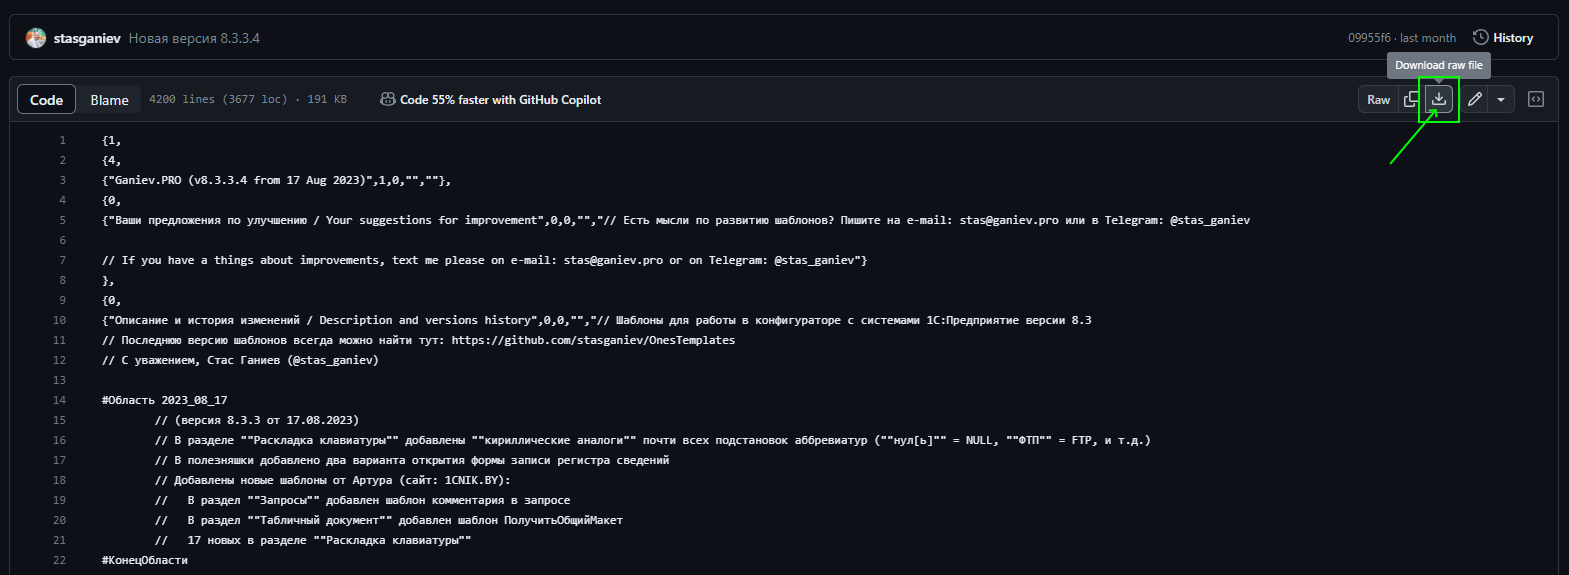 stasganiev Новая версия 8.3.3.4 09955f6 · last month History
Download raw file
Code Blame 4200 lines (3677 loc) · 191 KB Code 55% faster with GitHub Copilot Raw
1 {1,
2 {4,
3 {"Ganiev.PRO (v8.3.3.4 from 17 Aug 2023)",1,0,"",""},
4 {0,
5 {"Ваши предложения по улучшению / Your suggestions for improvement",0,0,"","// Есть мысли по развитию шаблонов? Пишите на e-mail: stas@ganiev.pro или в Telegram: @stas_ganiev
6
7 // If you have a things about improvements, text me please on e-mail: stas@ganiev.pro or on Telegram: @stas_ganiev"}
8 },
9 {0,
10 {"Описание и история изменений / Description and versions history",0,0,"","// Шаблоны для работы в конфигураторе с системами 1С:Предприятие версии 8.3
11 // Последнюю версию шаблонов всегда можно найти тут: https://github.com/stasganiev/OnesTemplates
12 // С уважением, Стас Ганиев (@stas_ganiev)
13
14 #Область 2023_08_17
15 // (версия 8.3.3 от 17.08.2023)
16 // В разделе ""Раскладка клавиатуры"" добавлены ""кириллические аналоги"" почти всех подстановок аббревиатур (""нул[ь]"" = NULL, ""ФТП"" = FTP, и т.д.)
17 // В полезняшки добавлено два варианта открытия формы записи регистра сведений
18 // Добавлены новые шаблоны от Артура (сайт: 1CNIK.BY):
19 // В раздел ""Запросы"" добавлен шаблон комментария в запросе
20 // В раздел ""Табличный документ"" добавлен шаблон ПолучитьОбщийМакет
21 // 17 новых в разделе ""Раскладка клавиатуры""
22 #КонецОбласти